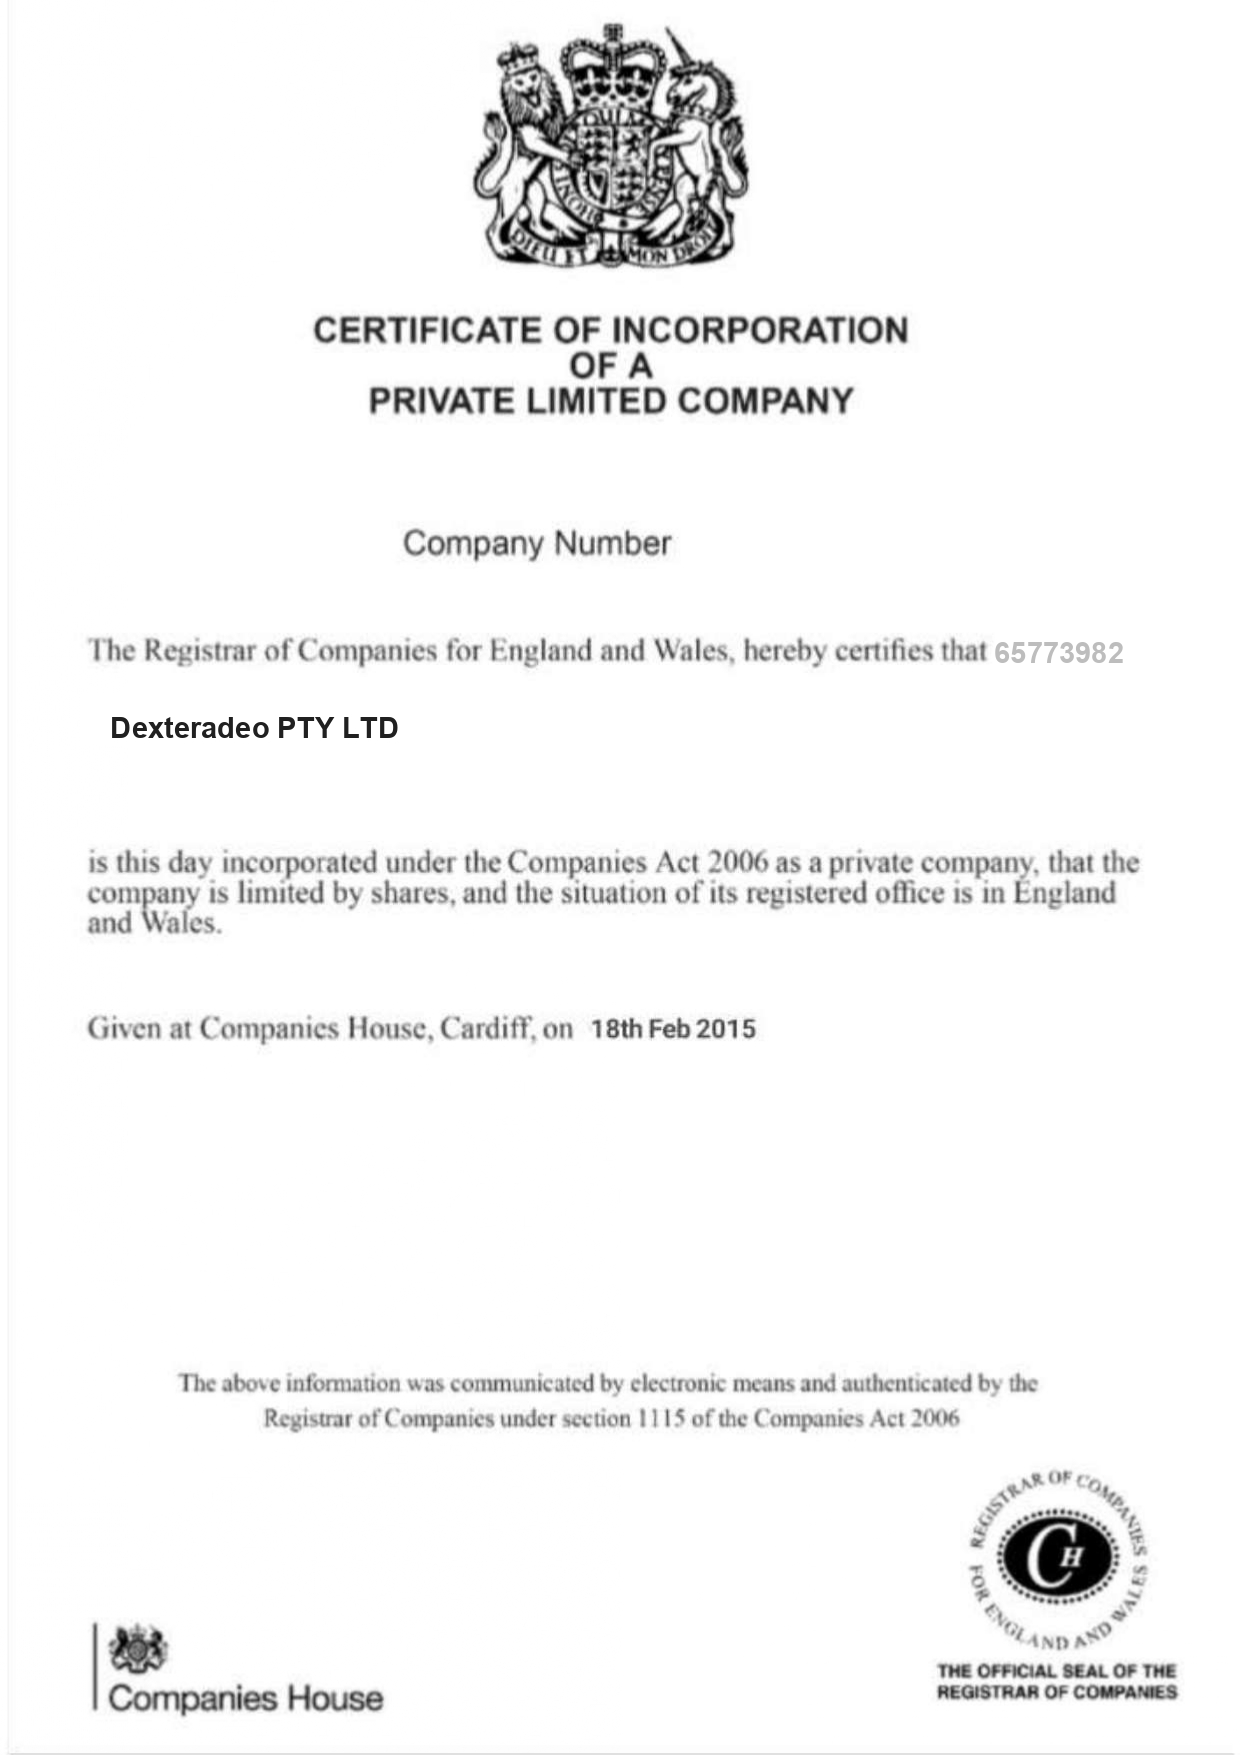 DIEU ET MON DROIT
CERTIFICATE OF INCORPORATION
OF A
PRIVATE LIMITED COMPANY
Company Number
The Registrar of Companies for England and Wales, hereby certifies that 65773982
Dexteradeo PTY LTD
is this day incorporated under the Companies Act 2006 as a private company, that the
company is limited by shares, and the situation of its registered office is in England
and Wales.
Given at Companies House, Cardiff, on 18th Feb 2015
The above information was communicated by electronic means and authenticated by the
Registrar of Companies under section 1115 of the Companies Act 2006
REGISTRAR OF COMPANIES
FOR ENGLAND AND WALES
CH
THE OFFICIAL SEAL OF THE
REGISTRAR OF COMPANIES
Companies House